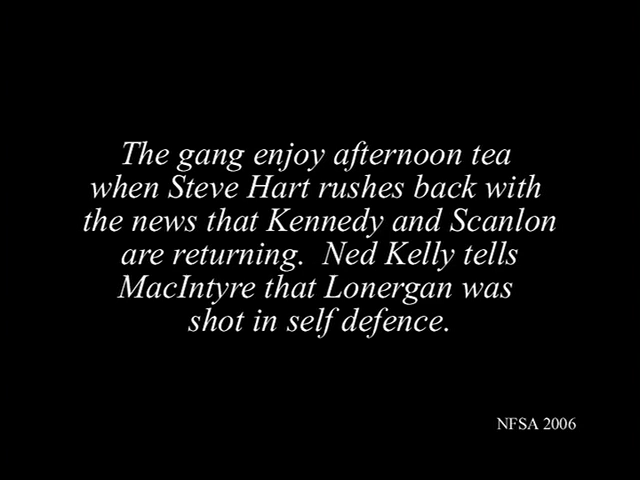 The gang enjoy afternoon tea
when Steve Hart rushes back with
the news that Kennedy and Scanlon
are returning.  Ned Kelly tells
MacIntyre that Lonergan was
shot in self defence.
NFSA 2006